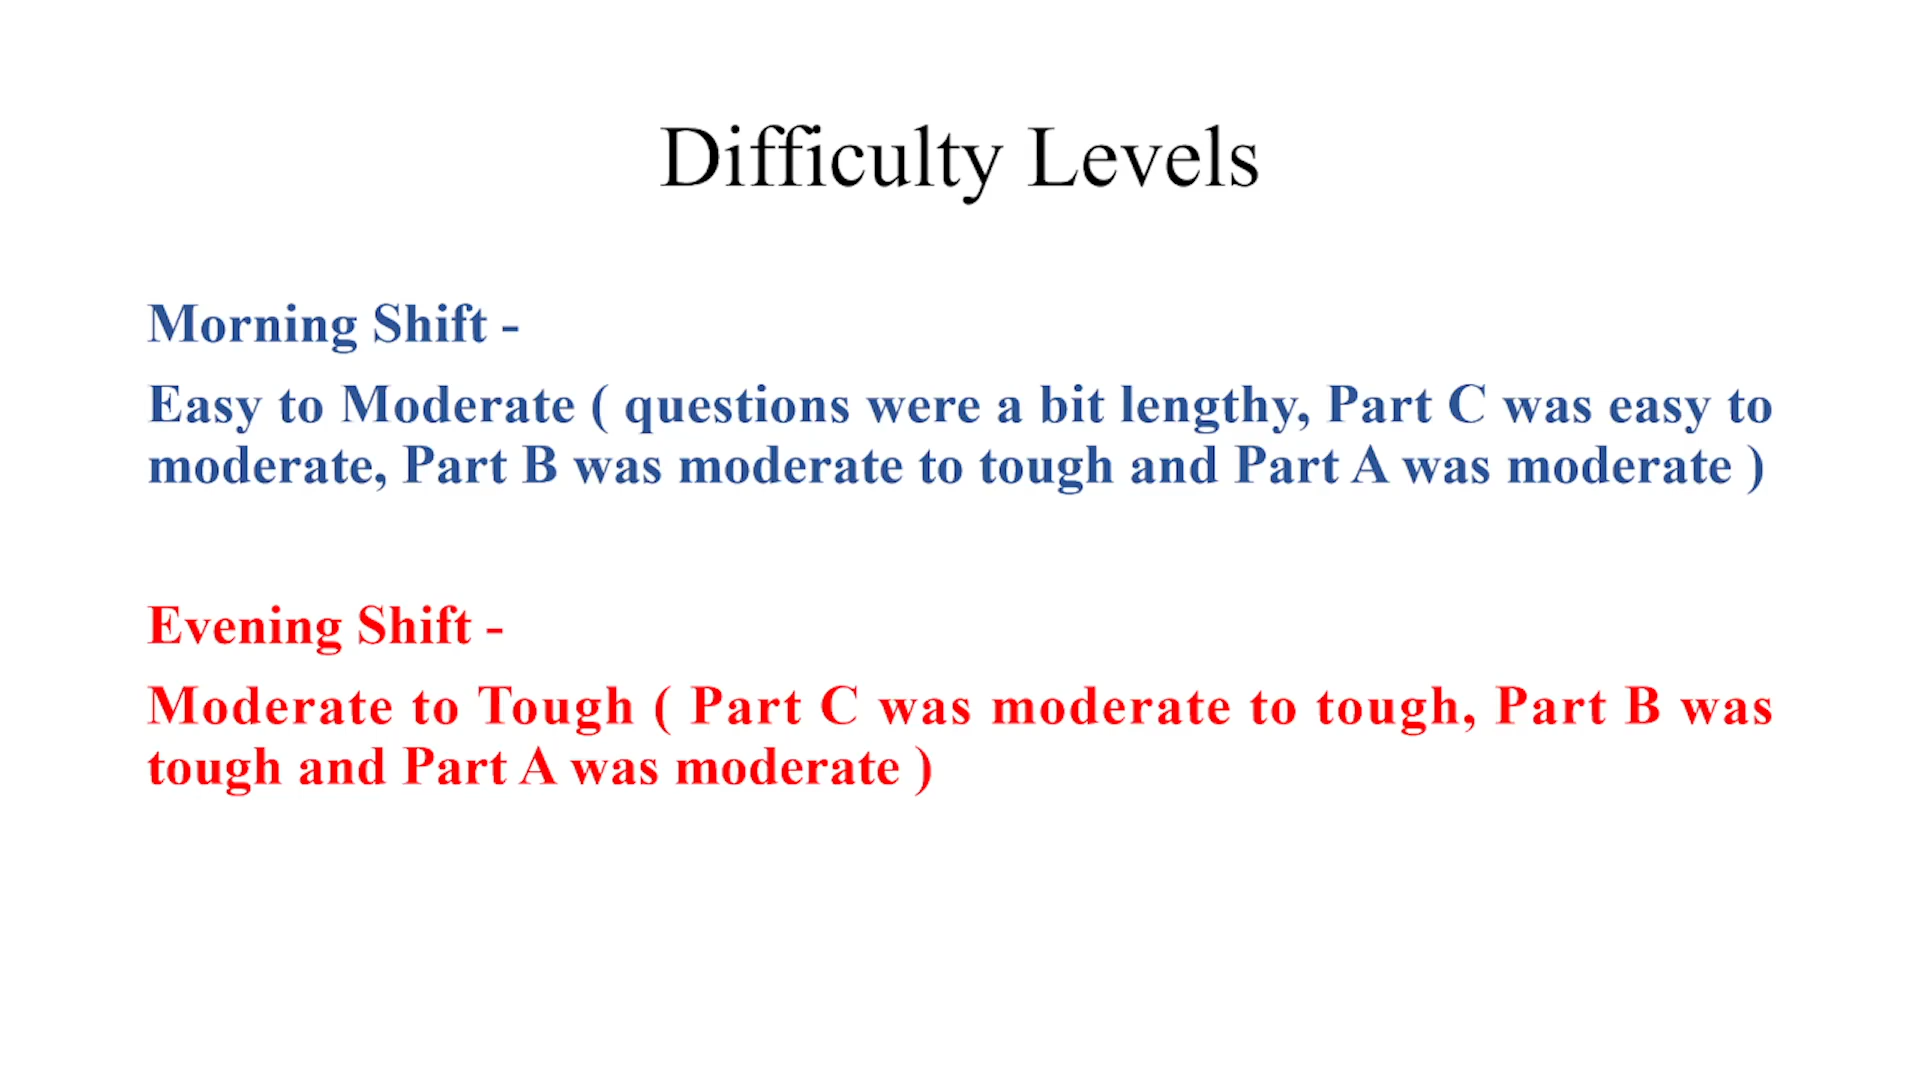 Difficulty Levels
Morning Shift -
Easy to Moderate ( questions were a bit lengthy, Part C was easy to
moderate, Part B was moderate to tough and Part A was moderate )
Evening Shift -
Moderate to Tough ( Part C was moderate to tough, Part B was
tough and Part A was moderate )